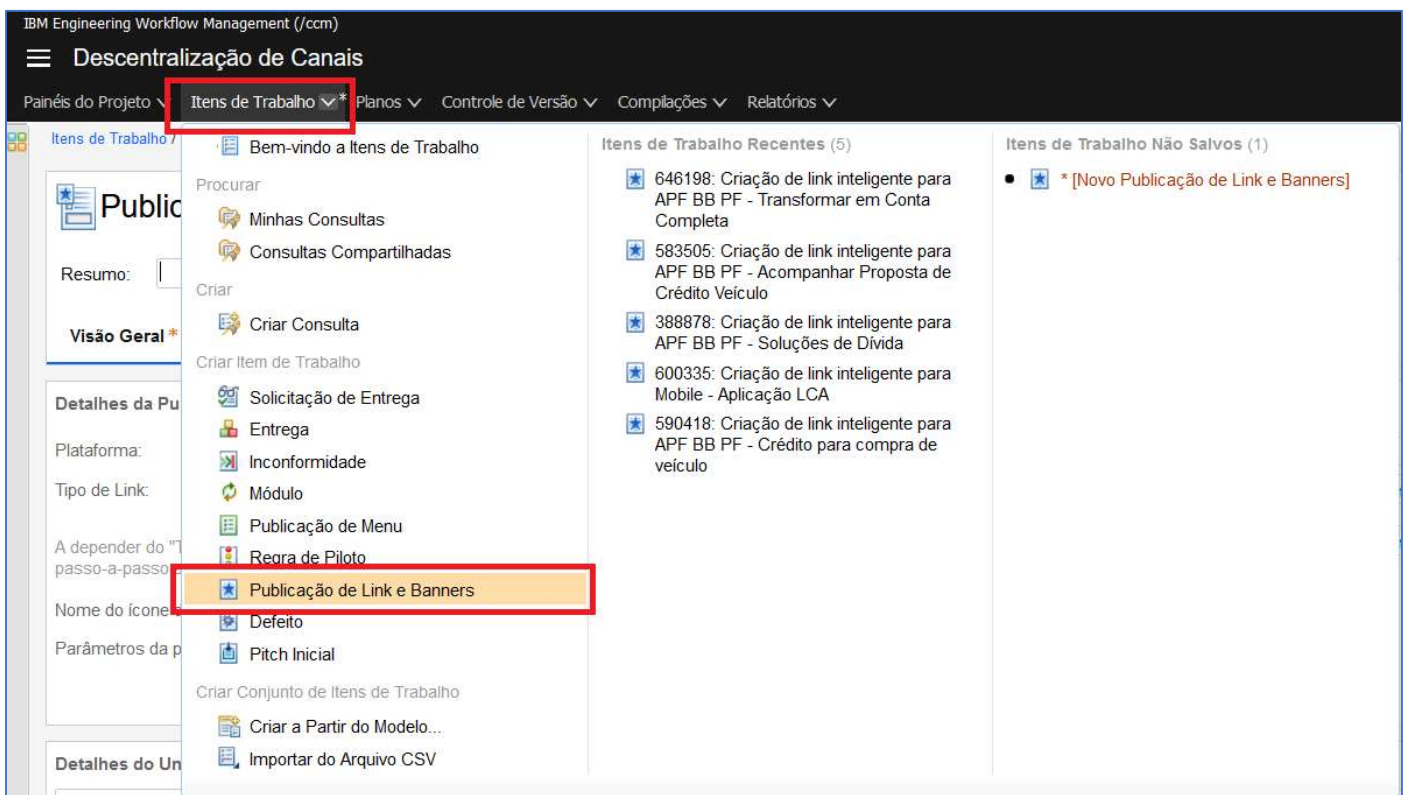 IBM Engineering Workflow Management (/ccm)
Descentralização de Canais
Painéis do Projeto
Itens de Trabalho * Planos
Controle de Versão
Compilações
Relatórios
Itens de Trabalho /
Public
Resumo:
Visão Geral *
Detalhes da Pu
Plataforma:
Tipo de Link:
A depender do "T
passo-a-passo
Nome do ícone
Parâmetros da p
Detalhes do Un
Bem-vindo a Itens de Trabalho
Procurar
Minhas Consultas
Consultas Compartilhadas
Criar
Criar Consulta
Criar Item de Trabalho
Solicitação de Entrega
Entrega
Inconformidade
Módulo
Publicação de Menu
Regra de Piloto
Publicação de Link e Banners
Defeito
Pitch Inicial
Criar Conjunto de Itens de Trabalho
Criar a Partir do Modelo...
Importar do Arquivo CSV
Itens de Trabalho Recentes (5)
646198: Criação de link inteligente para
APF BB PF - Transformar em Conta
Completa
583505: Criação de link inteligente para
APF BB PF - Acompanhar Proposta de
Crédito Veículo
388878: Criação de link inteligente para
APF BB PF - Soluções de Dívida
600335: Criação de link inteligente para
Mobile - Aplicação LCA
590418: Criação de link inteligente para
APF BB PF - Crédito para compra de
veículo
Itens de Trabalho Não Salvos (1)
* [Novo Publicação de Link e Banners]